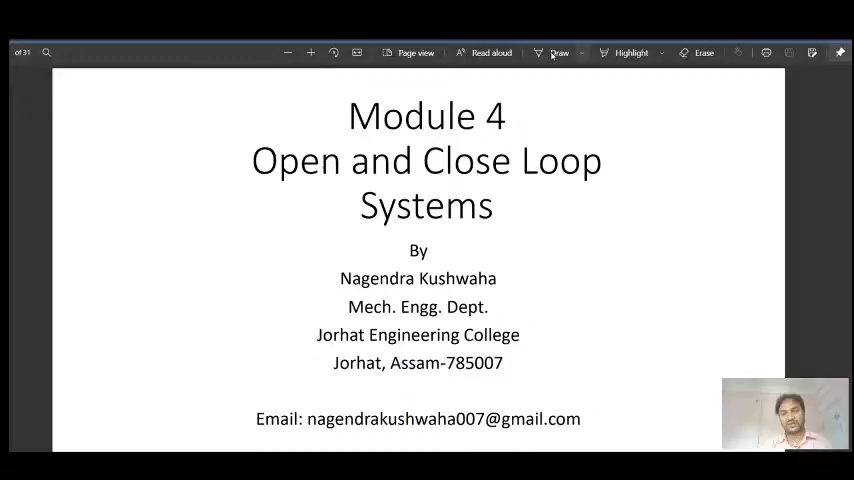 of 31 Page view Read aloud Draw Highlight Erase
Module 4
Open and Close Loop
Systems
By
Nagendra Kushwaha
Mech. Engg. Dept.
Jorhat Engineering College
Jorhat, Assam-785007
Email: nagendrakushwaha007@gmail.com